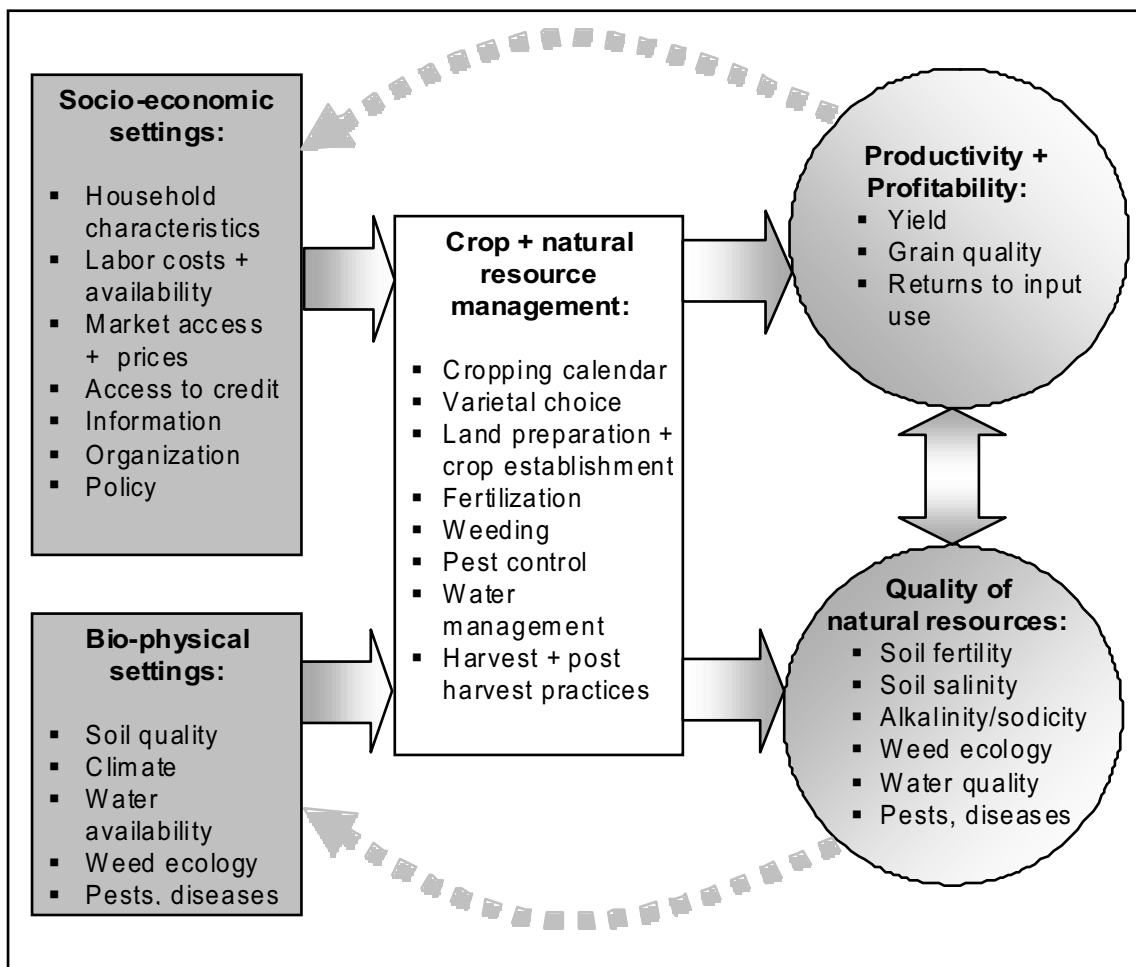 Socio-economic
settings:
▪ Household
characteristics
▪ Labor costs +
availability
▪ Market access
+ prices
▪ Access to credit
▪ Information
▪ Organization
▪ Policy
Bio-physical
settings:
▪ Soil quality
▪ Climate
▪ Water
availability
▪ Weed ecology
▪ Pests, diseases
Crop + natural
resource
management:
▪ Cropping calendar
▪ Varietal choice
▪ Land preparation +
crop establishment
▪ Fertilization
▪ Weeding
▪ Pest control
▪ Water
management
▪ Harvest + post
harvest practices
Productivity +
Profitability:
▪ Yield
▪ Grain quality
▪ Returns to input
use
Quality of
natural resources:
▪ Soil fertility
▪ Soil salinity
▪ Alkalinity/sodicity
▪ Weed ecology
▪ Water quality
▪ Pests, diseases